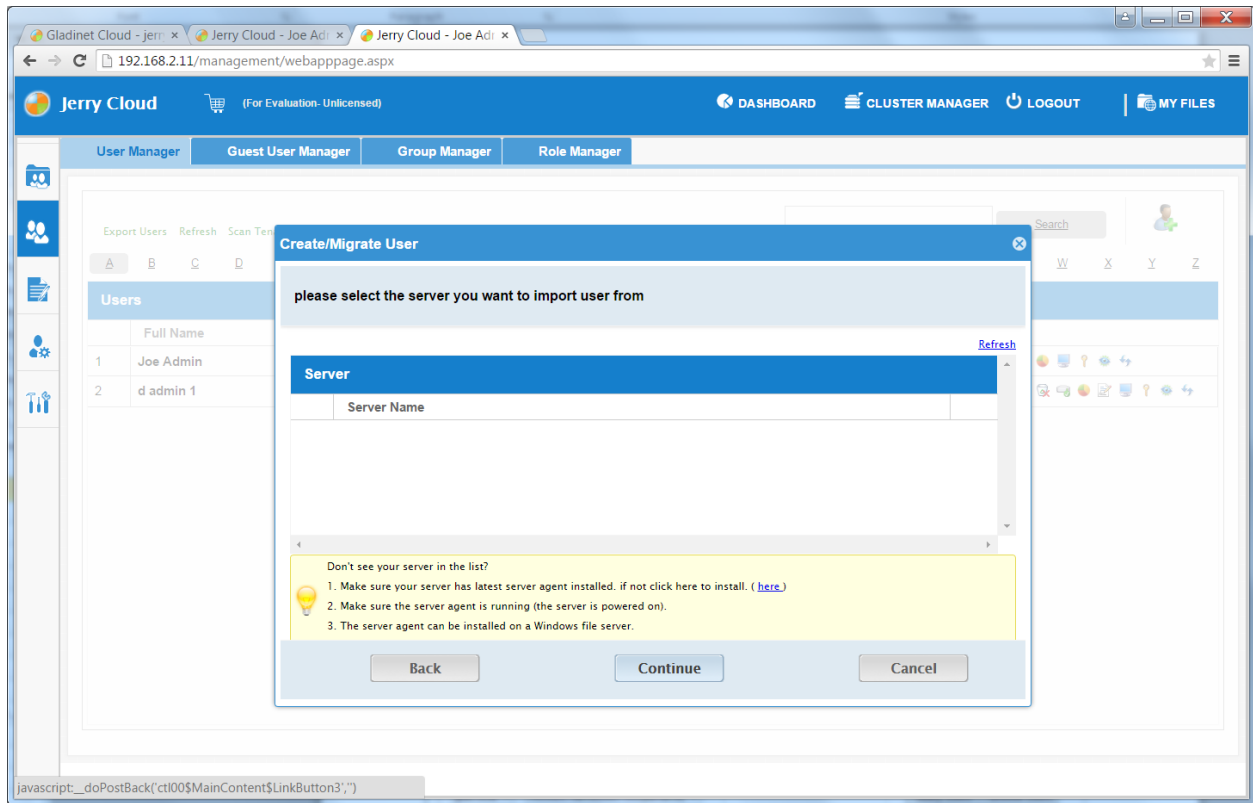 Gladinet Cloud - jerr
Jerry Cloud - Joe Adr
Jerry Cloud - Joe Adr
192.168.2.11/management/webapppage.aspx
Jerry Cloud (For Evaluation- Unlicensed) DASHBOARD CLUSTER MANAGER LOGOUT MY FILES
User Manager Guest User Manager Group Manager Role Manager
Export Users Refresh Scan Ten Search
A B C D W X Y Z
Users
Full Name
1 Joe Admin
2 d admin 1
Create/Migrate User
please select the server you want to import user from
Refresh
Server
Server Name
Don't see your server in the list?
1. Make sure your server has latest server agent installed. if not click here to install. ( here )
2. Make sure the server agent is running (the server is powered on).
3. The server agent can be installed on a Windows file server.
Back Continue Cancel
javascript:__doPostBack('ctl00$MainContent$LinkButton3','')